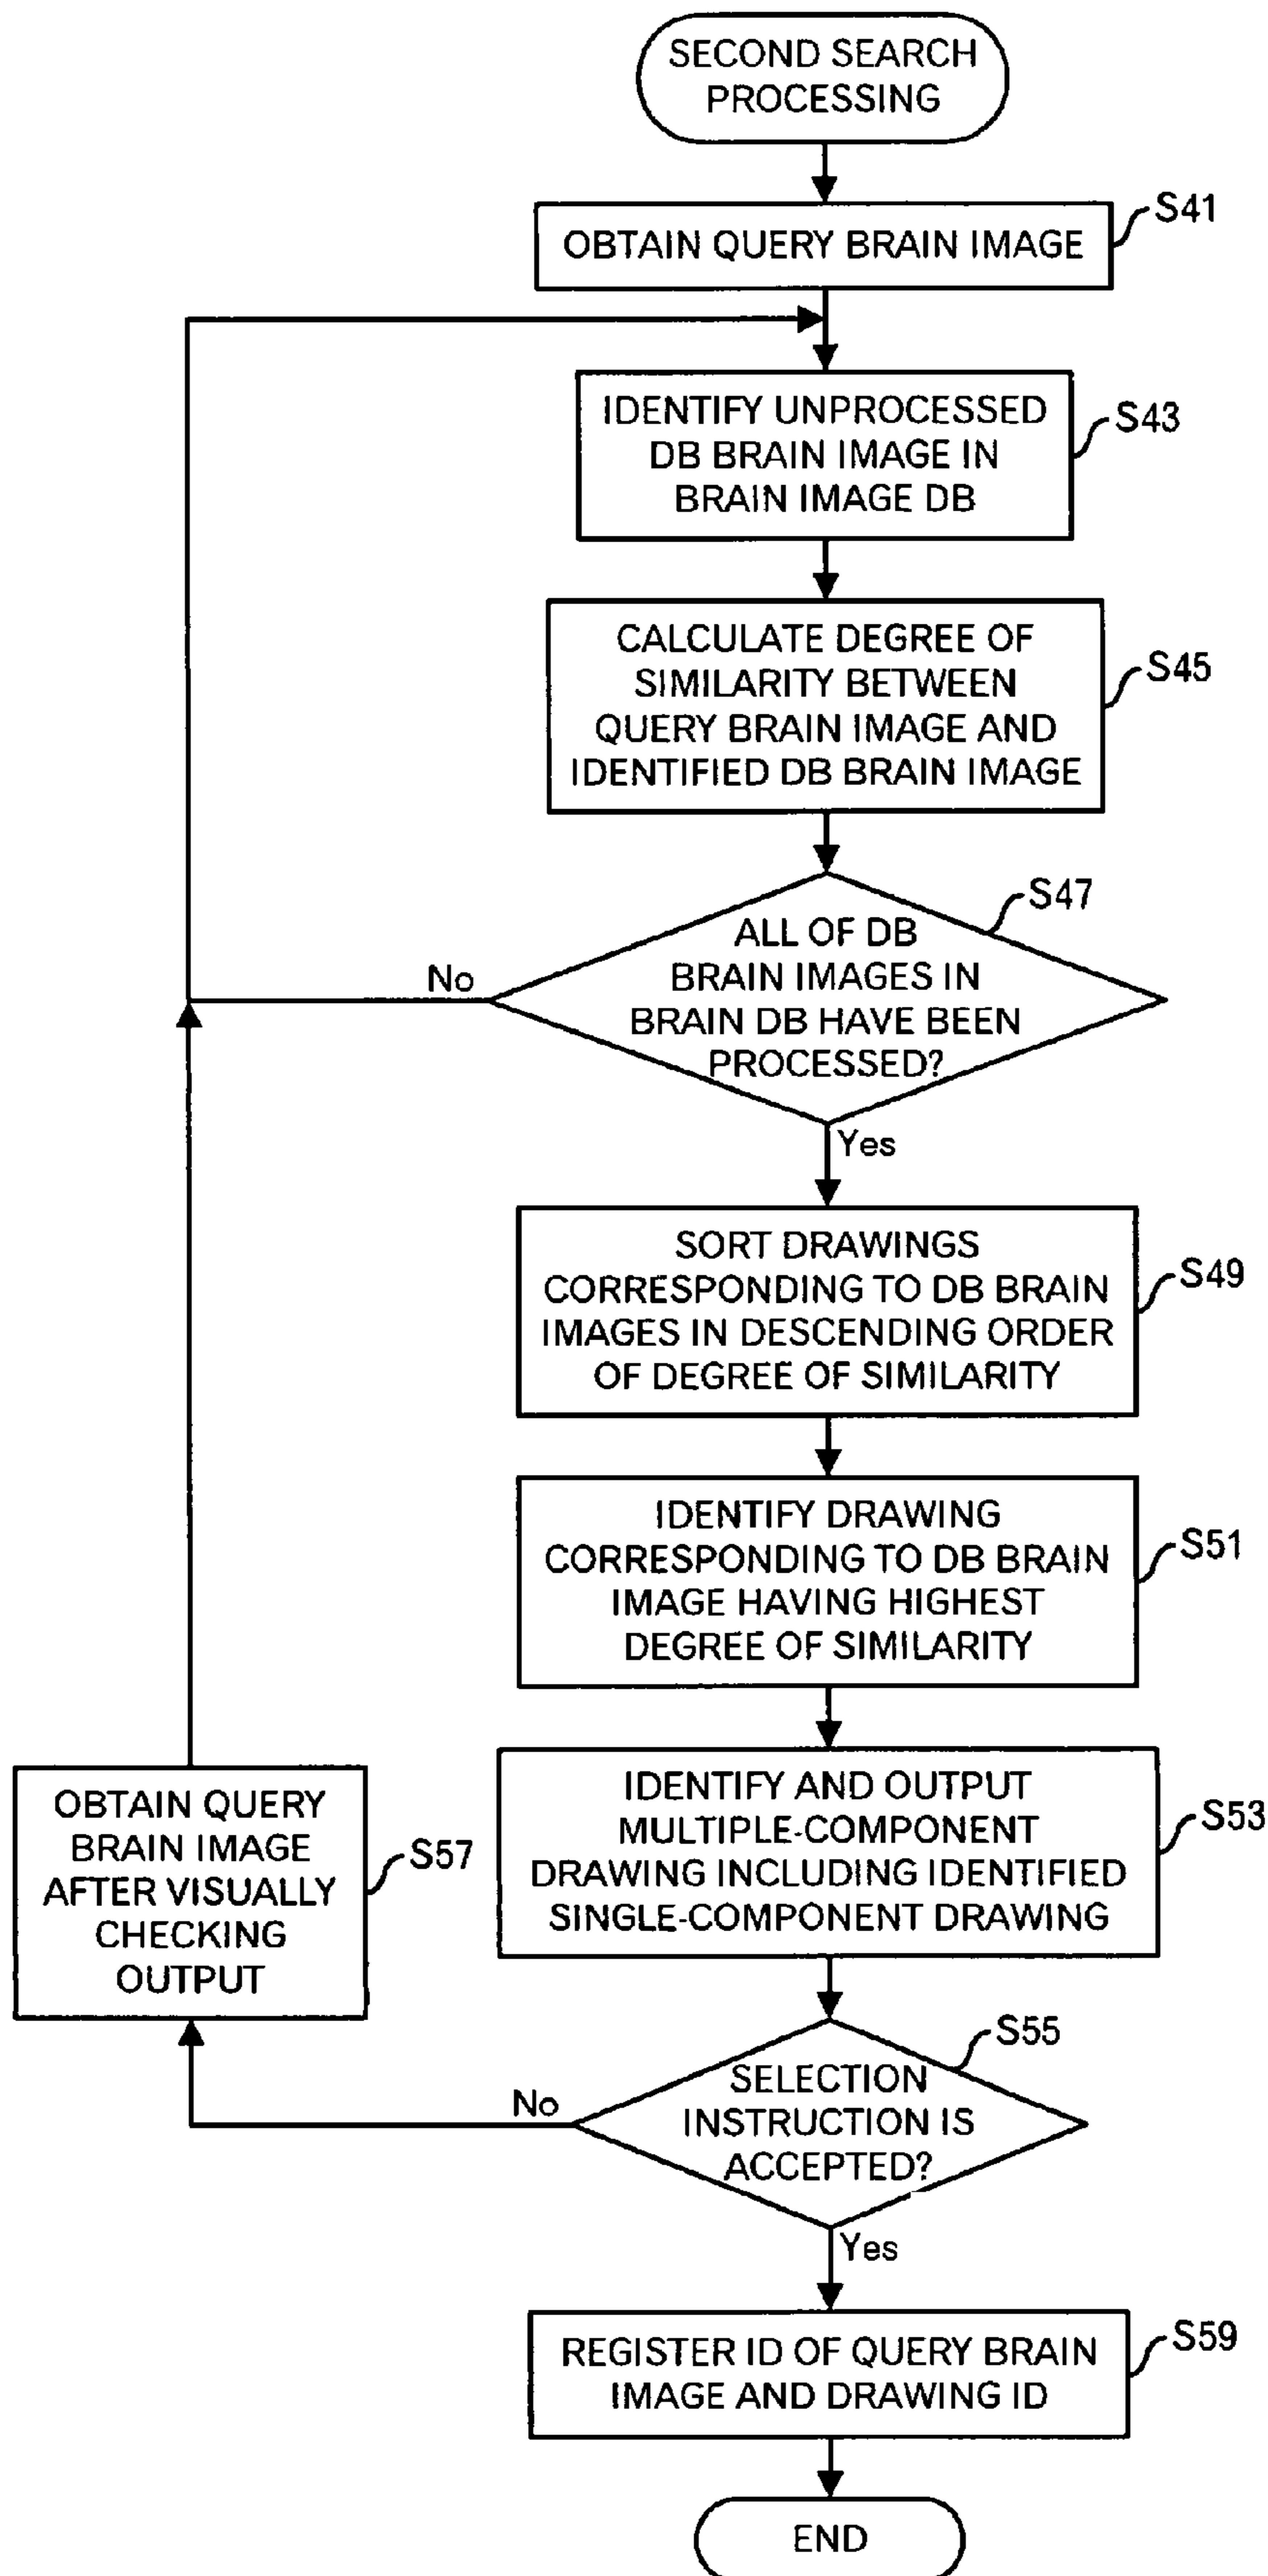 SECOND SEARCH
PROCESSING
S41
OBTAIN QUERY BRAIN IMAGE
S43
IDENTIFY UNPROCESSED
DB BRAIN IMAGE IN
BRAIN IMAGE DB
S45
CALCULATE DEGREE OF
SIMILARITY BETWEEN
QUERY BRAIN IMAGE AND
IDENTIFIED DB BRAIN IMAGE
S47
ALL OF DB
BRAIN IMAGES IN
BRAIN DB HAVE BEEN
PROCESSED?
No
Yes
SORT DRAWINGS
CORRESPONDING TO DB BRAIN
IMAGES IN DESCENDING ORDER
OF DEGREE OF SIMILARITY
S49
IDENTIFY DRAWING
CORRESPONDING TO DB BRAIN
IMAGE HAVING HIGHEST
DEGREE OF SIMILARITY
S51
IDENTIFY AND OUTPUT
MULTIPLE-COMPONENT
DRAWING INCLUDING IDENTIFIED
SINGLE-COMPONENT DRAWING
S53
OBTAIN QUERY
BRAIN IMAGE
AFTER VISUALLY
CHECKING
OUTPUT
S57
S55
SELECTION
INSTRUCTION IS
ACCEPTED?
No
Yes
REGISTER ID OF QUERY BRAIN
IMAGE AND DRAWING ID
S59
END